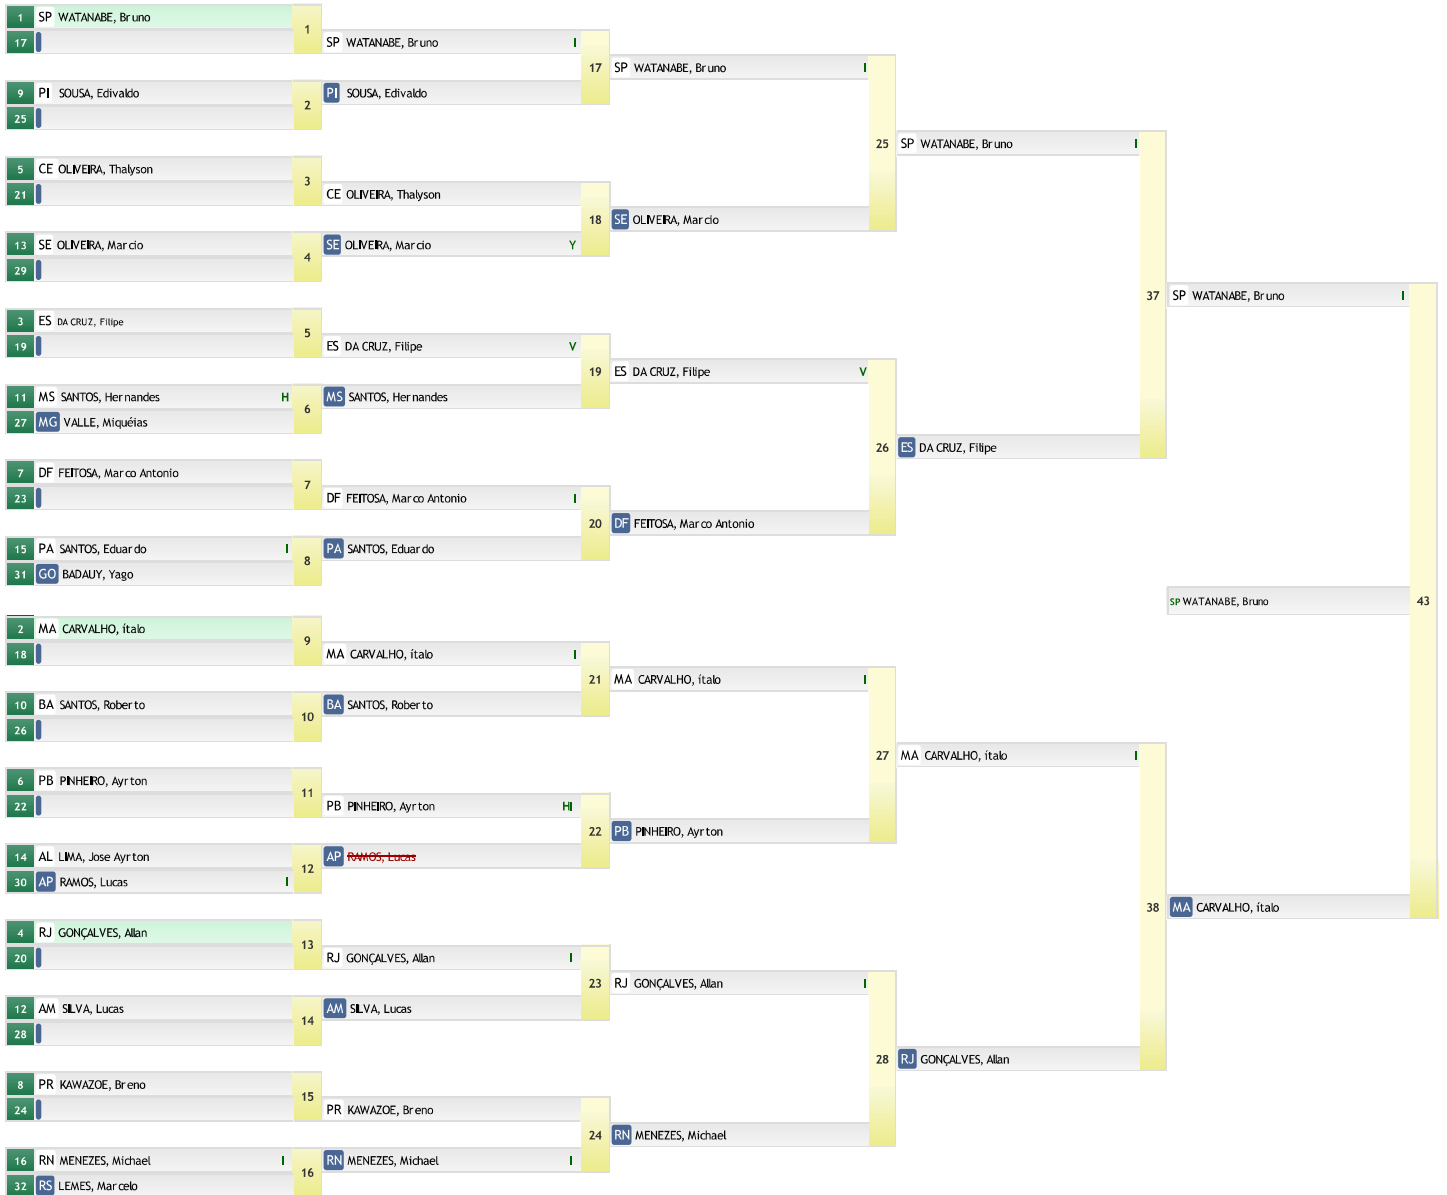 1 SP WATANABE, Bruno
17
1
SP WATANABE, Bruno I
9 PI SOUSA, Edivaldo
25
2
PI SOUSA, Edivaldo
17
SP WATANABE, Bruno I
5 CE OLIVEIRA, Thalyson
21
3
CE OLIVEIRA, Thalyson
13 SE OLIVEIRA, Marcio
29
4
SE OLIVEIRA, Marcio Y
18
SE OLIVEIRA, Marcio
25
SP WATANABE, Bruno I
3 ES DA CRUZ, Filipe
19
5
ES DA CRUZ, Filipe V
11 MS SANTOS, Hernandes H
27 MG VALLE, Miquéias
6
MS SANTOS, Hernandes
19
ES DA CRUZ, Filipe V
7 DF FEITOSA, Marco Antonio
23
7
DF FEITOSA, Marco Antonio I
15 PA SANTOS, Eduardo I
31 GO BADAUY, Yago
8
PA SANTOS, Eduardo
20
DF FEITOSA, Marco Antonio
26
ES DA CRUZ, Filipe
37
SP WATANABE, Bruno I
2 MA CARVALHO, ítalo
18
9
MA CARVALHO, ítalo I
10 BA SANTOS, Roberto
26
10
BA SANTOS, Roberto
21
MA CARVALHO, ítalo I
6 PB PINHEIRO, Ayrton
22
11
PB PINHEIRO, Ayrton HI
14 AL LIMA, Jose Ayrton
30 AP RAMOS, Lucas I
12
AP RAMOS, Lucas
22
PB PINHEIRO, Ayrton
27
MA CARVALHO, ítalo I
4 RJ GONÇALVES, Allan
20
13
RJ GONÇALVES, Allan I
12 AM SILVA, Lucas
28
14
AM SILVA, Lucas
23
RJ GONÇALVES, Allan I
8 PR KAWAZOE, Breno
24
15
PR KAWAZOE, Breno
16 RN MENEZES, Michael I
32 RS LEMES, Marcelo
16
RN MENEZES, Michael I
24
RN MENEZES, Michael
28
RJ GONÇALVES, Allan
38
MA CARVALHO, ítalo
43
SP WATANABE, Bruno